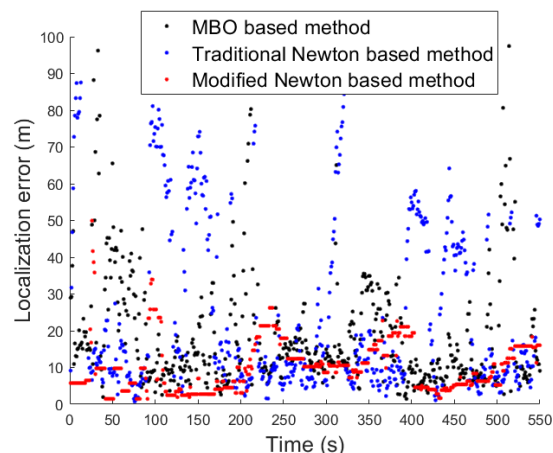 MBO based method
Traditional Newton based method
Modified Newton based method
Localization error (m)
100
90
80
70
60
50
40
30
20
10
0
0 50 100 150 200 250 300 350 400 450 500 550
Time (s)